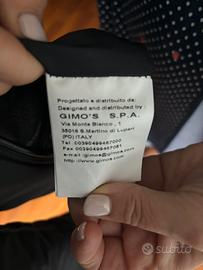 Progettato e distribuito da:
Designed and distributed by:
GIMO'S S.P.A.
Via Monte Bianco, 1
35018 S.Martino di Lupari
(PD) ITALY
Tel. 00390499467000
Fax 00390499467081
e-mail gimos@gimos.com
www.gimos.com
subito